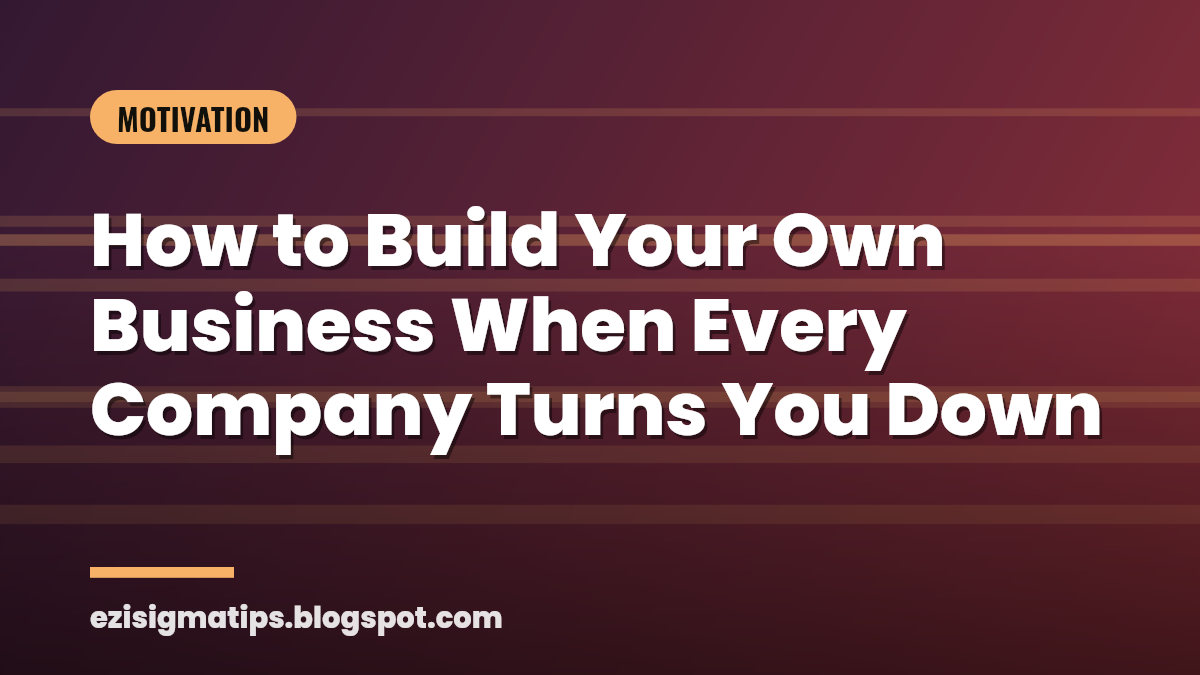 MOTIVATION
How to Build Your Own
Business When Every
Company Turns You Down
ezisigmatips.blogspot.com